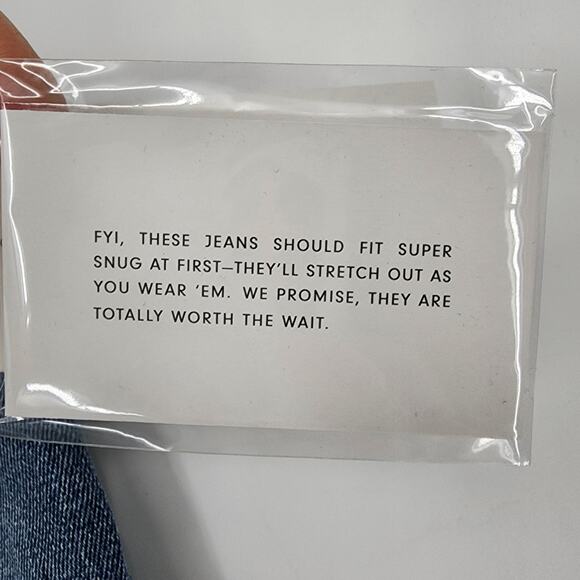 FYI, THESE JEANS SHOULD FIT SUPER
SNUG AT FIRST—THEY'LL STRETCH OUT AS
YOU WEAR 'EM. WE PROMISE, THEY ARE
TOTALLY WORTH THE WAIT.